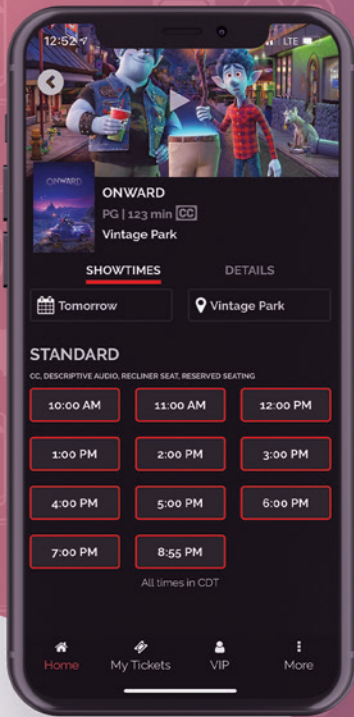 12:52
LTE
ONWARD
ONWARD
PG | 123 min CC
Vintage Park
SHOWTIMES DETAILS
Tomorrow Vintage Park
STANDARD
CC, DESCRIPTIVE AUDIO, RECLINER SEAT, RESERVED SEATING
10:00 AM 11:00 AM 12:00 PM
1:00 PM 2:00 PM 3:00 PM
4:00 PM 5:00 PM 6:00 PM
7:00 PM 8:55 PM
All times in CDT
Home My Tickets VIP More